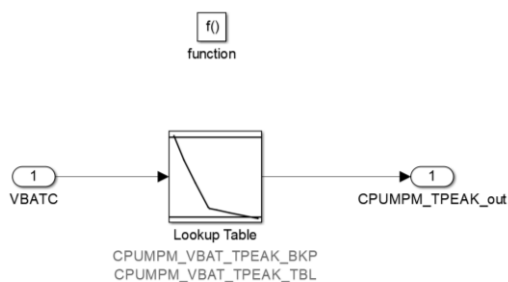 f()
function
1
1
VBATC
CPUMPM_TPEAK_out
Lookup Table
CPUMPM_VBAT_TPEAK_BKP
CPUMPM_VBAT_TPEAK_TBL